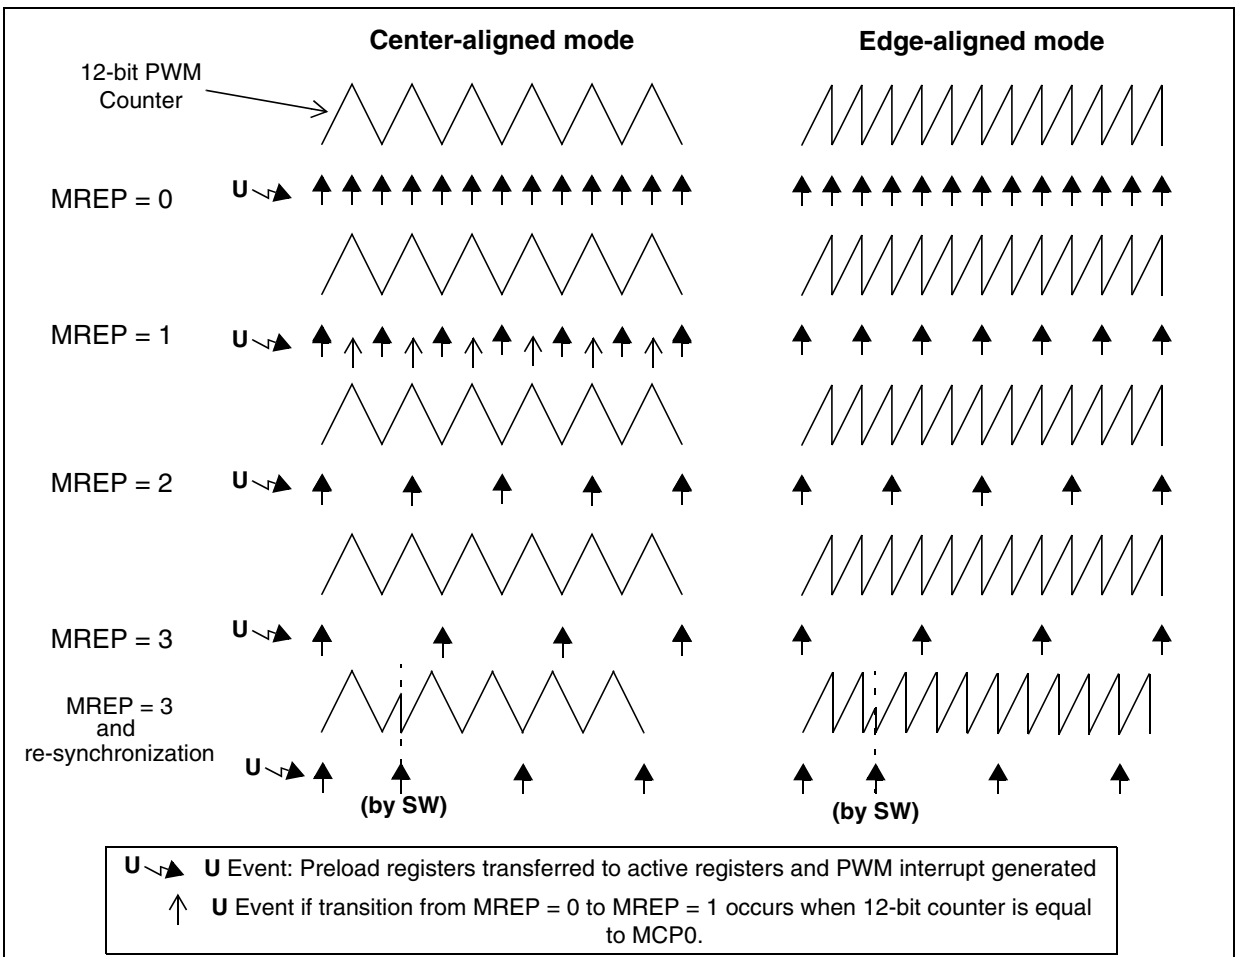 Center-aligned mode
Edge-aligned mode
12-bit PWM
Counter
MREP = 0
U
MREP = 1
U
MREP = 2
U
MREP = 3
U
MREP = 3
and
re-synchronization
U
(by SW)
(by SW)
U U Event: Preload registers transferred to active registers and PWM interrupt generated
U Event if transition from MREP = 0 to MREP = 1 occurs when 12-bit counter is equal
to MCP0.